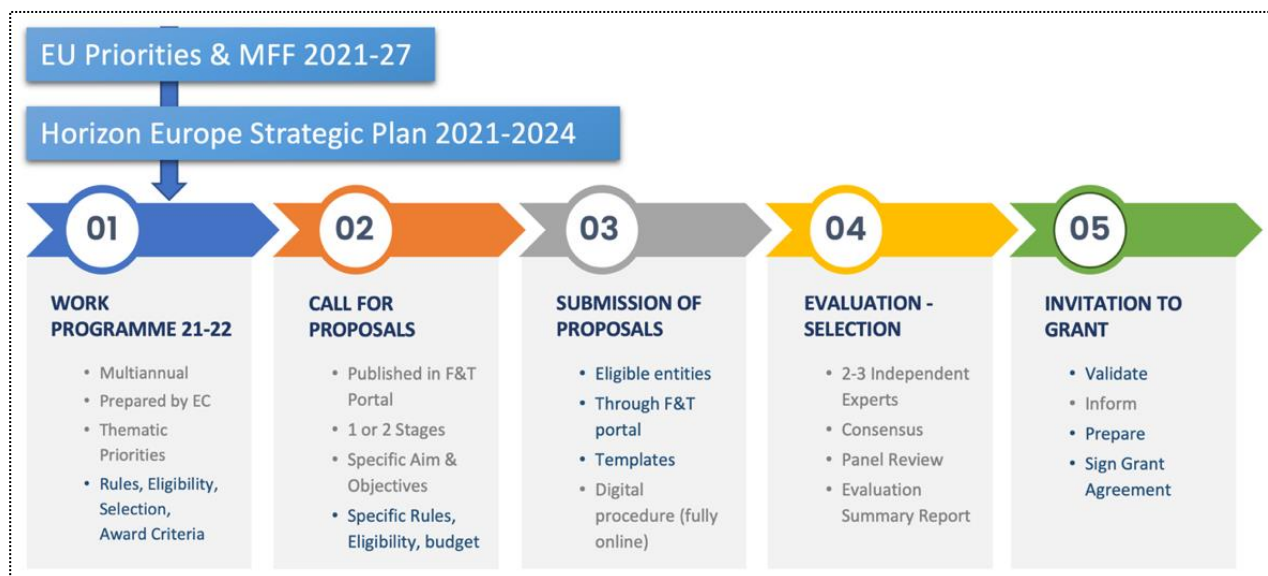 EU Priorities & MFF 2021-27
Horizon Europe Strategic Plan 2021-2024
01
WORK
PROGRAMME 21-22
• Multiannual
• Prepared by EC
• Thematic
Priorities
• Rules, Eligibility,
Selection,
Award Criteria
02
CALL FOR
PROPOSALS
• Published in F&T
Portal
• 1 or 2 Stages
• Specific Aim &
Objectives
• Specific Rules,
Eligibility, budget
03
SUBMISSION OF
PROPOSALS
• Eligible entities
• Through F&T
portal
• Templates
• Digital
procedure (fully
online)
04
EVALUATION -
SELECTION
• 2-3 Independent
Experts
• Consensus
• Panel Review
• Evaluation
Summary Report
05
INVITATION TO
GRANT
• Validate
• Inform
• Prepare
• Sign Grant
Agreement